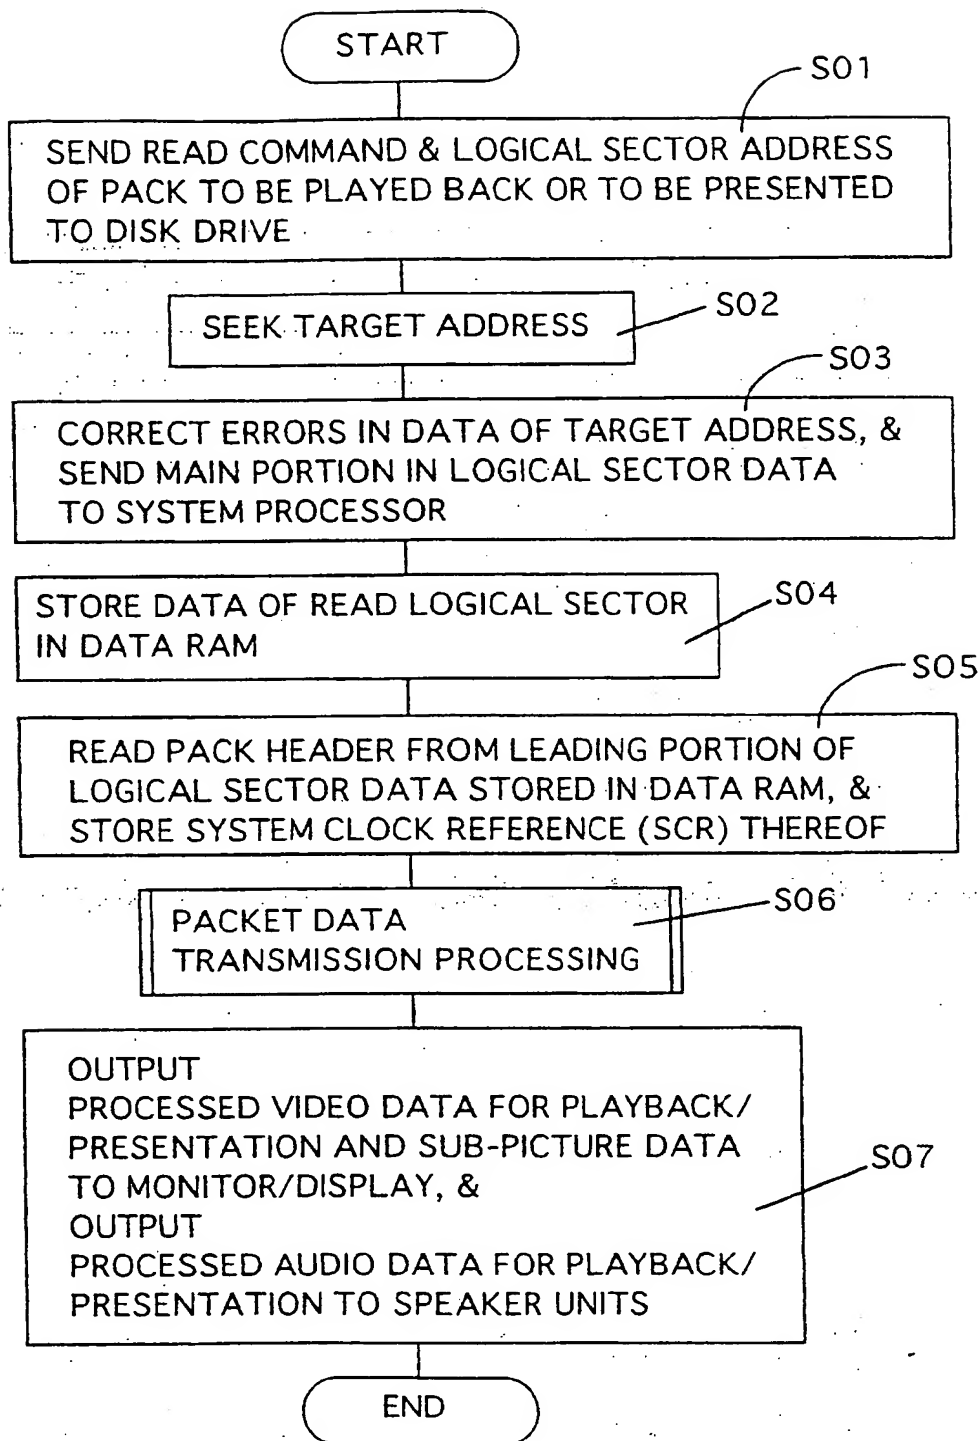 START
S01
SEND READ COMMAND & LOGICAL SECTOR ADDRESS
OF PACK TO BE PLAYED BACK OR TO BE PRESENTED
TO DISK DRIVE
S02
SEEK TARGET ADDRESS
S03
CORRECT ERRORS IN DATA OF TARGET ADDRESS, &
SEND MAIN PORTION IN LOGICAL SECTOR DATA
TO SYSTEM PROCESSOR
S04
STORE DATA OF READ LOGICAL SECTOR
IN DATA RAM
S05
READ PACK HEADER FROM LEADING PORTION OF
LOGICAL SECTOR DATA STORED IN DATA RAM, &
STORE SYSTEM CLOCK REFERENCE (SCR) THEREOF
S06
PACKET DATA
TRANSMISSION PROCESSING
OUTPUT
PROCESSED VIDEO DATA FOR PLAYBACK/
PRESENTATION AND SUB-PICTURE DATA
TO MONITOR/DISPLAY, &
S07
OUTPUT
PROCESSED AUDIO DATA FOR PLAYBACK/
PRESENTATION TO SPEAKER UNITS
END